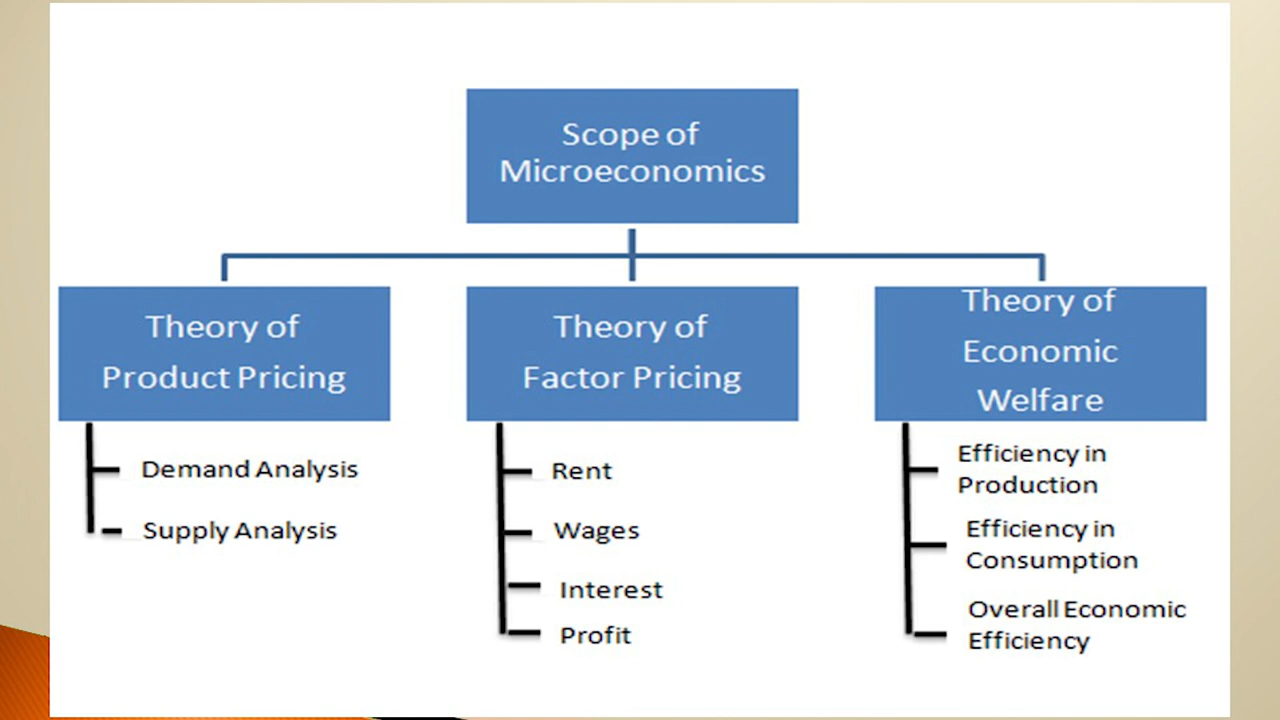 Scope of
Microeconomics
Theory of
Product Pricing
Demand Analysis
Supply Analysis
Theory of
Factor Pricing
Rent
Wages
Interest
Profit
Theory of
Economic
Welfare
Efficiency in
Production
Efficiency in
Consumption
Overall Economic
Efficiency